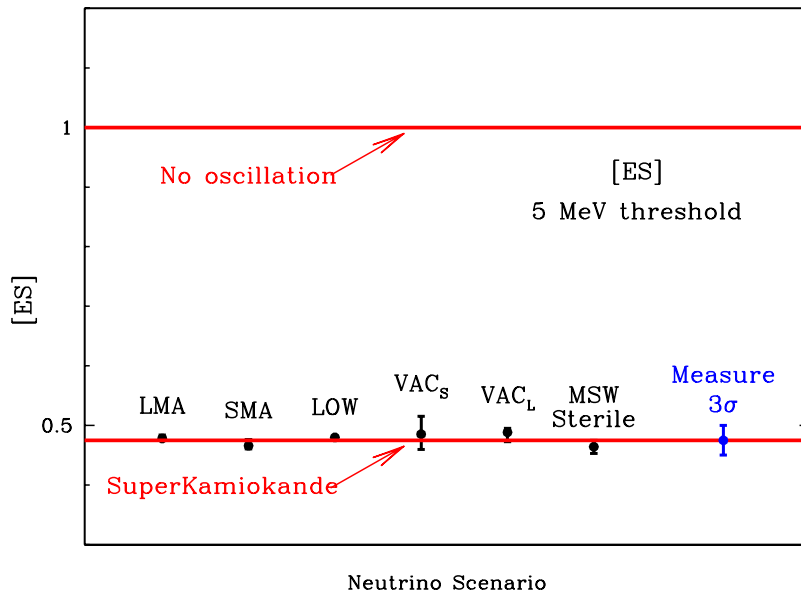 1
No oscillation
[ES]
5 MeV threshold
[ES]
Measure
3σ
VAC_S
VAC_L
MSW
Sterile
LMA
SMA
LOW
0.5
SuperKamiokande
Neutrino Scenario